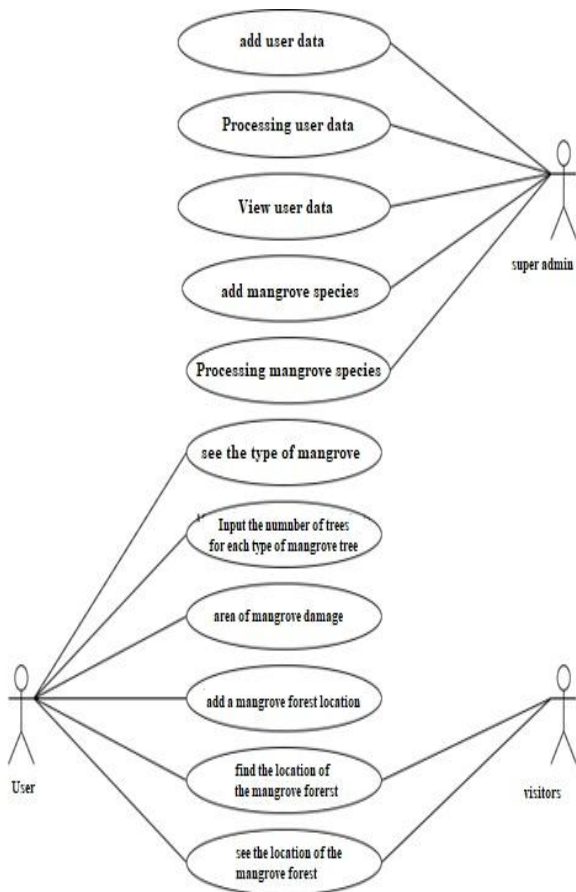 add user data
Processing user data
View user data
super admin
add mangrove species
Processing mangrove species
see the type of mangrove
Input the numnber of trees
for each type of mangrove tree
area of mangrove damage
add a mangrove forest location
find the location of
the mangrove forerst
User
visitors
see the location of the
mangrove forest